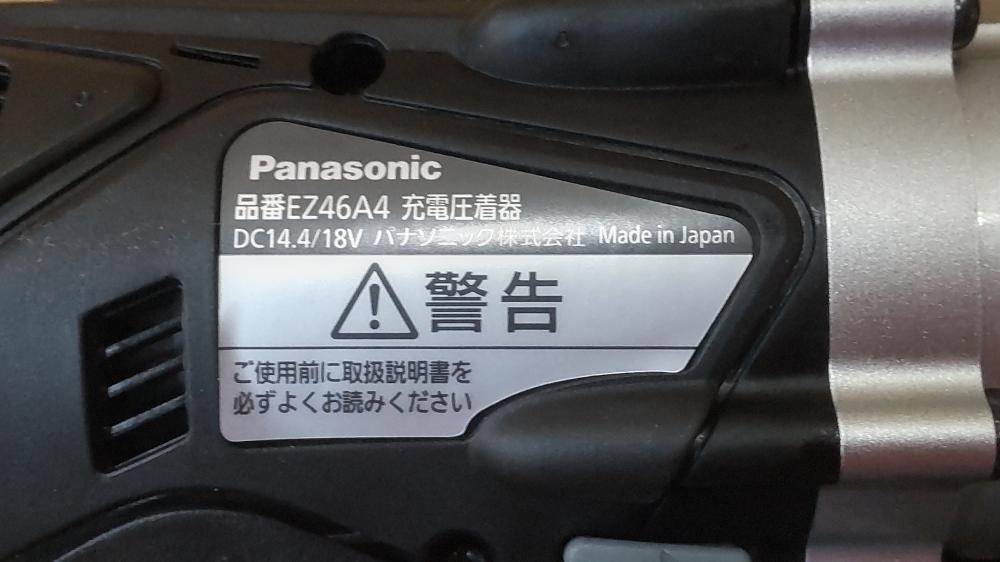 Panasonic
品番EZ46A4 充電圧着器
DC14.4/18V パナソニック株式会社 Made in Japan
警告
ご使用前に取扱説明書を
必ずよくお読みください